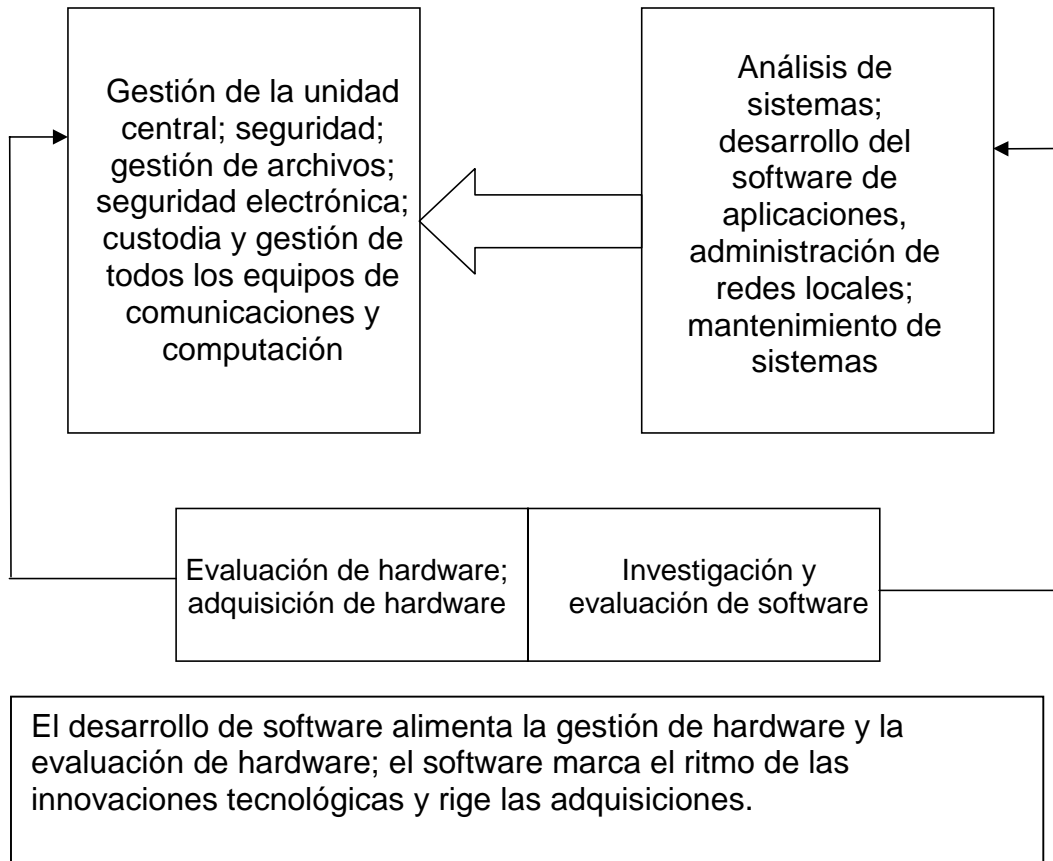 Gestión de la unidad
central; seguridad;
gestión de archivos;
seguridad electrónica;
custodia y gestión de
todos los equipos de
comunicaciones y
computación
Análisis de
sistemas;
desarrollo del
software de
aplicaciones,
administración de
redes locales;
mantenimiento de
sistemas
Evaluación de hardware;
adquisición de hardware
Investigación y
evaluación de software
El desarrollo de software alimenta la gestión de hardware y la
evaluación de hardware; el software marca el ritmo de las
innovaciones tecnológicas y rige las adquisiciones.